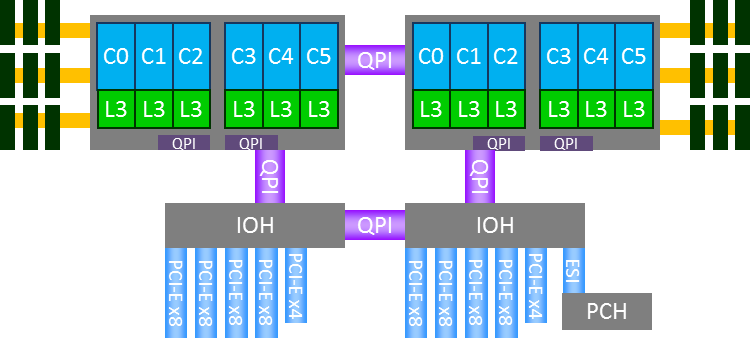 C0 C1 C2 C3 C4 C5 QPI C0 C1 C2 C3 C4 C5
L3 L3 L3 L3 L3 L3 L3 L3 L3 L3 L3 L3
QPI QPI QPI QPI
QPI QPI
IOH QPI IOH
PCI-E x8 PCI-E x8 PCI-E x8 PCI-E x8 PCI-E x4 PCI-E x8 PCI-E x8 PCI-E x8 PCI-E x8 PCI-E x4 ESI
PCH